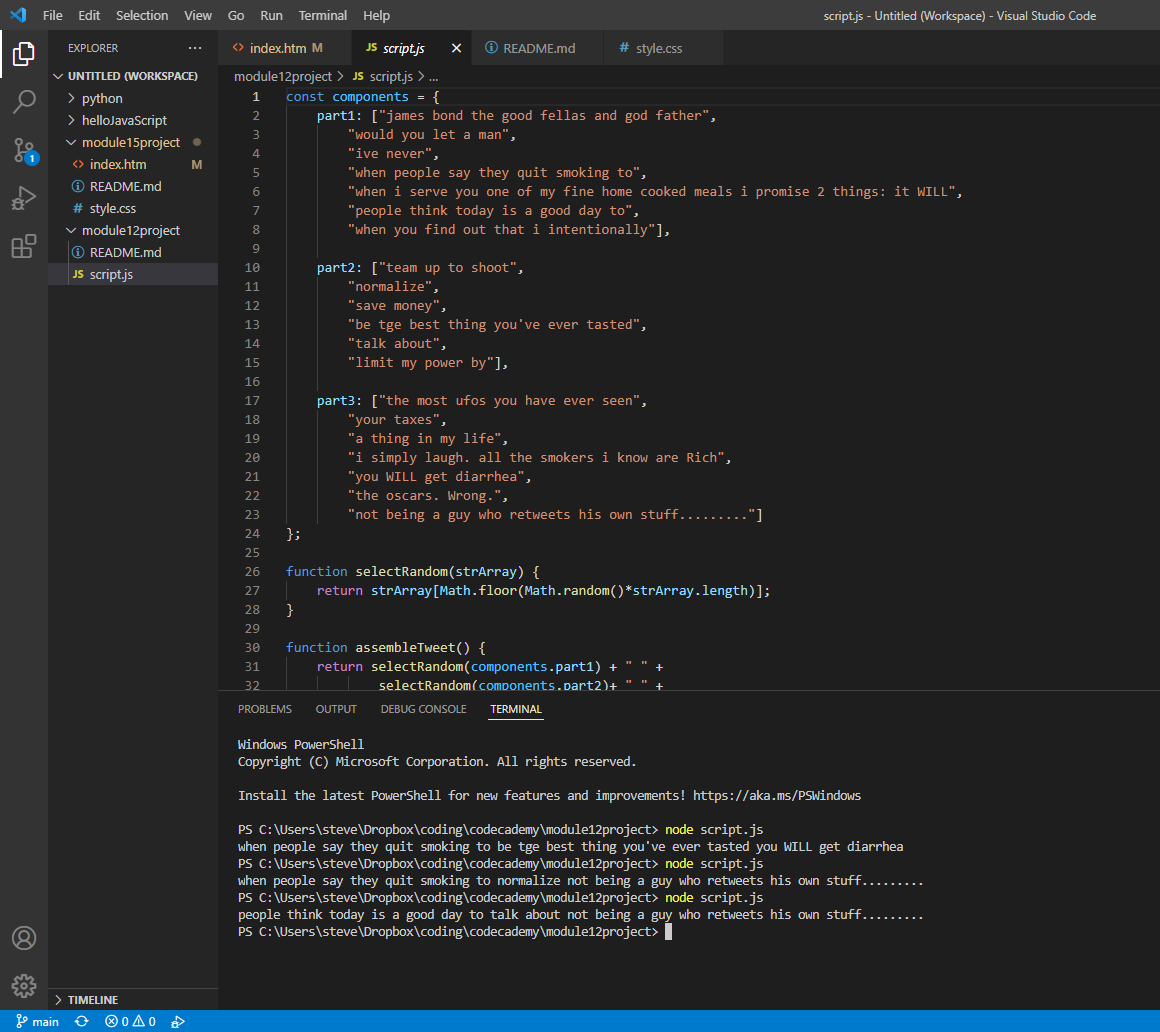 File Edit Selection View Go Run Terminal Help script.js - Untitled (Workspace) - Visual Studio Code
EXPLORER ...
index.htm M JS script.js README.md # style.css
UNTITLED (WORKSPACE)
python
helloJavaScript
module15project
index.htm M
README.md
# style.css
module12project
README.md
JS script.js
1
TIMELINE
module12project > JS script.js > ...
1 const components = {
2 part1: ["james bond the good fellas and god father",
3 "would you let a man",
4 "ive never",
5 "when people say they quit smoking to",
6 "when i serve you one of my fine home cooked meals i promise 2 things: it WILL",
7 "people think today is a good day to",
8 "when you find out that i intentionally"],
9
10 part2: ["team up to shoot",
11 "normalize",
12 "save money",
13 "be tge best thing you've ever tasted",
14 "talk about",
15 "limit my power by"],
16
17 part3: ["the most ufos you have ever seen",
18 "your taxes",
19 "a thing in my life",
20 "i simply laugh. all the smokers i know are Rich",
21 "you WILL get diarrhea",
22 "the oscars. Wrong.",
23 "not being a guy who retweets his own stuff........."]
24 };
25
26 function selectRandom(strArray) {
27 return strArray[Math.floor(Math.random()*strArray.length)];
28 }
29
30 function assembleTweet() {
31 return selectRandom(components.part1) + " " +
32 selectRandom(components.part2)+ " " +
PROBLEMS OUTPUT DEBUG CONSOLE TERMINAL
Windows PowerShell
Copyright (C) Microsoft Corporation. All rights reserved.
Install the latest PowerShell for new features and improvements! https://aka.ms/PSWindows
PS C:\Users\steve\Dropbox\coding\codecademy\module12project> node script.js
when people say they quit smoking to be tge best thing you've ever tasted you WILL get diarrhea
PS C:\Users\steve\Dropbox\coding\codecademy\module12project> node script.js
when people say they quit smoking to normalize not being a guy who retweets his own stuff.........
PS C:\Users\steve\Dropbox\coding\codecademy\module12project> node script.js
people think today is a good day to talk about not being a guy who retweets his own stuff.........
PS C:\Users\steve\Dropbox\coding\codecademy\module12project>
main 0 0